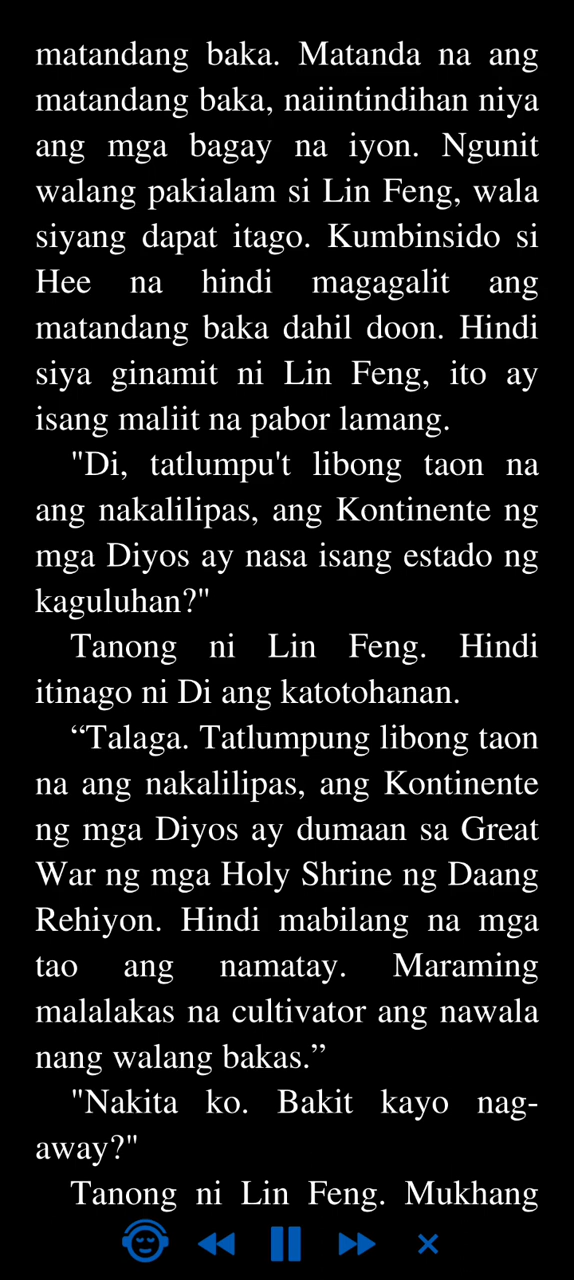 matandang baka. Matanda na ang
matandang baka, naiintindihan niya
ang mga bagay na iyon. Ngunit
walang pakialam si Lin Feng, wala
siyang dapat itago. Kumbinsido si
Hee na hindi magagalit ang
matandang baka dahil doon. Hindi
siya ginamit ni Lin Feng, ito ay
isang maliit na pabor lamang.
"Di, tatlumpu't libong taon na
ang nakalilipas, ang Kontinente ng
mga Diyos ay nasa isang estado ng
kaguluhan?"
Tanong ni Lin Feng. Hindi
itinago ni Di ang katotohanan.
“Talaga. Tatlumpung libong taon
na ang nakalilipas, ang Kontinente
ng mga Diyos ay dumaan sa Great
War ng mga Holy Shrine ng Daang
Rehiyon. Hindi mabilang na mga
tao ang namatay. Maraming
malalakas na cultivator ang nawala
nang walang bakas.”
"Nakita ko. Bakit kayo nag-
away?"
Tanong ni Lin Feng. Mukhang